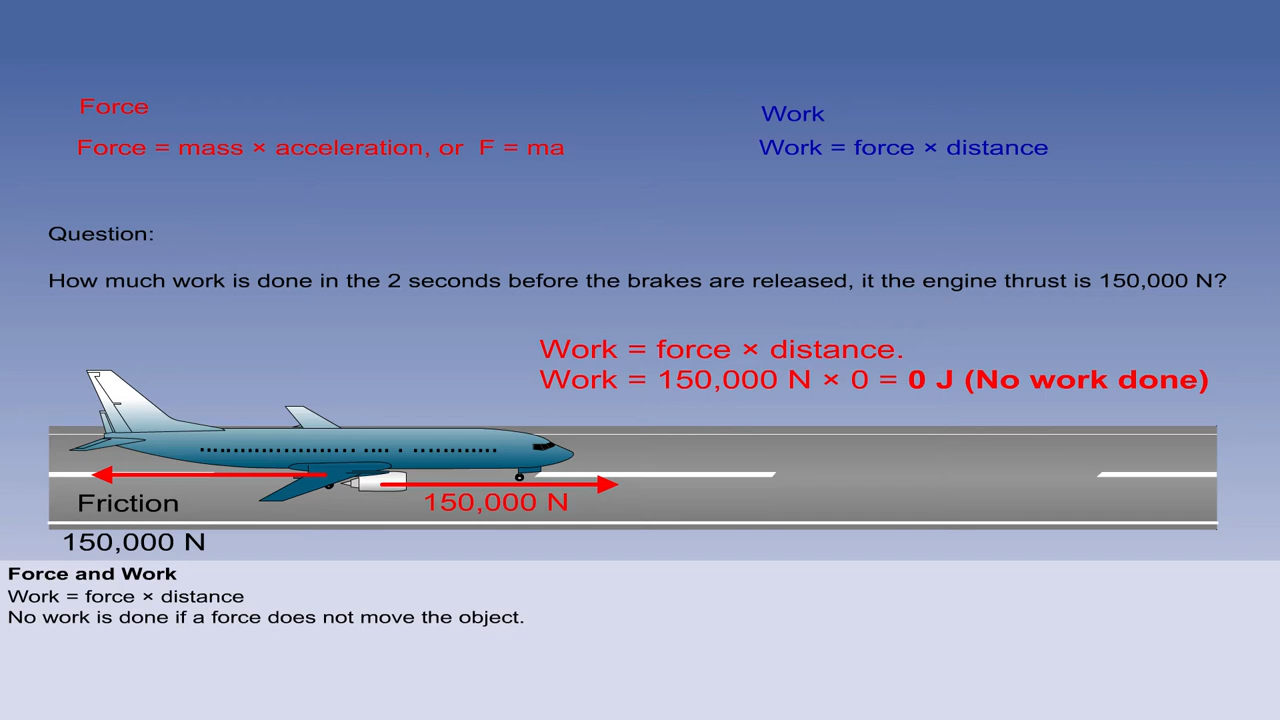 Force
Force = mass × acceleration, or F = ma
Work
Work = force × distance
Question:
How much work is done in the 2 seconds before the brakes are released, it the engine thrust is 150,000 N?
Work = force × distance.
Work = 150,000 N × 0 = 0 J (No work done)
Friction
150,000 N
150,000 N
Force and Work
Work = force × distance
No work is done if a force does not move the object.